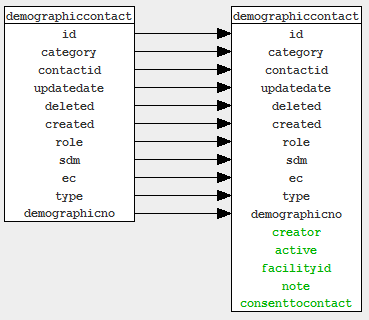 demographiccontact
id
category
contactid
updatedate
deleted
created
role
sdm
ec
type
demographicno
demographiccontact
id
category
contactid
updatedate
deleted
created
role
sdm
ec
type
demographicno
creator
active
facilityid
note
consenttocontact